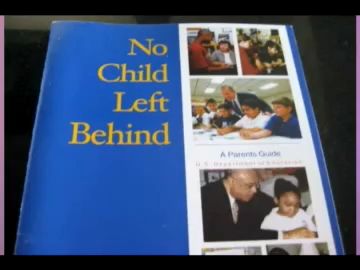 No
Child
Left
Behind
A Parents Guide
U.S. Department of Education